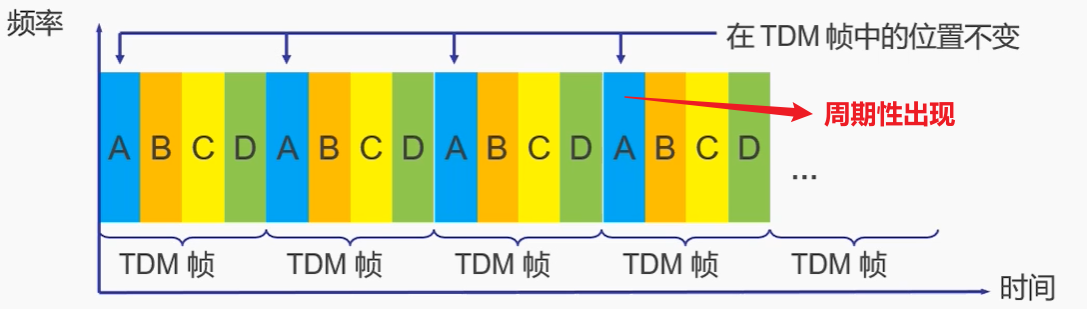 频率
在 TDM 帧中的位置不变
周期性出现
A B C D A B C D A B C D A B C D
...
TDM 帧 TDM 帧 TDM 帧 TDM 帧 TDM 帧
时间